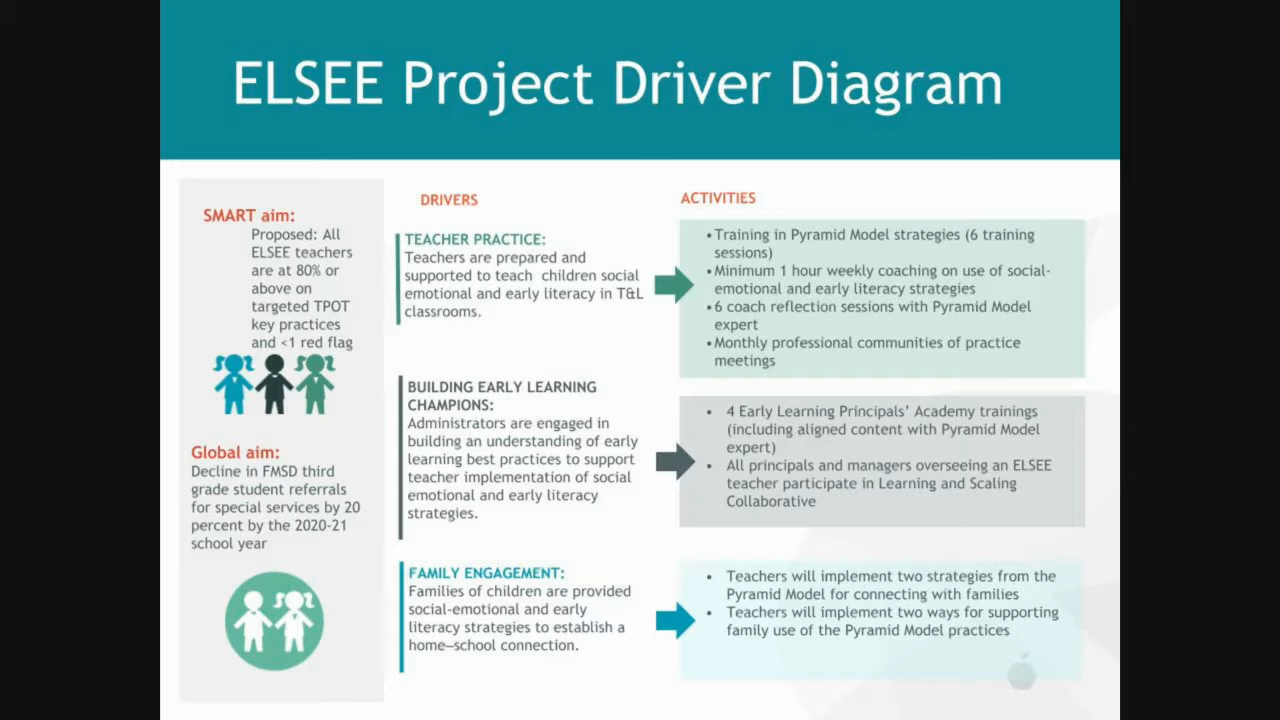 ELSEE Project Driver Diagram
SMART aim:
Proposed: All
ELSEE teachers
are at 80% or
above on
targeted TPOT
key practices
and <1 red flag
Global aim:
Decline in FMSD third
grade student referrals
for special services by 20
percent by the 2020-21
school year
DRIVERS
TEACHER PRACTICE:
Teachers are prepared and
supported to teach children social
emotional and early literacy in T&L
classrooms.
BUILDING EARLY LEARNING
CHAMPIONS:
Administrators are engaged in
building an understanding of early
learning best practices to support
teacher implementation of social
emotional and early literacy
strategies.
FAMILY ENGAGEMENT:
Families of children are provided
social-emotional and early
literacy strategies to establish a
home–school connection.
ACTIVITIES
•Training in Pyramid Model strategies (6 training
sessions)
•Minimum 1 hour weekly coaching on use of social-
emotional and early literacy strategies
•6 coach reflection sessions with Pyramid Model
expert
•Monthly professional communities of practice
meetings
• 4 Early Learning Principals’ Academy trainings
(including aligned content with Pyramid Model
expert)
• All principals and managers overseeing an ELSEE
teacher participate in Learning and Scaling
Collaborative
• Teachers will implement two strategies from the
Pyramid Model for connecting with families
• Teachers will implement two ways for supporting
family use of the Pyramid Model practices